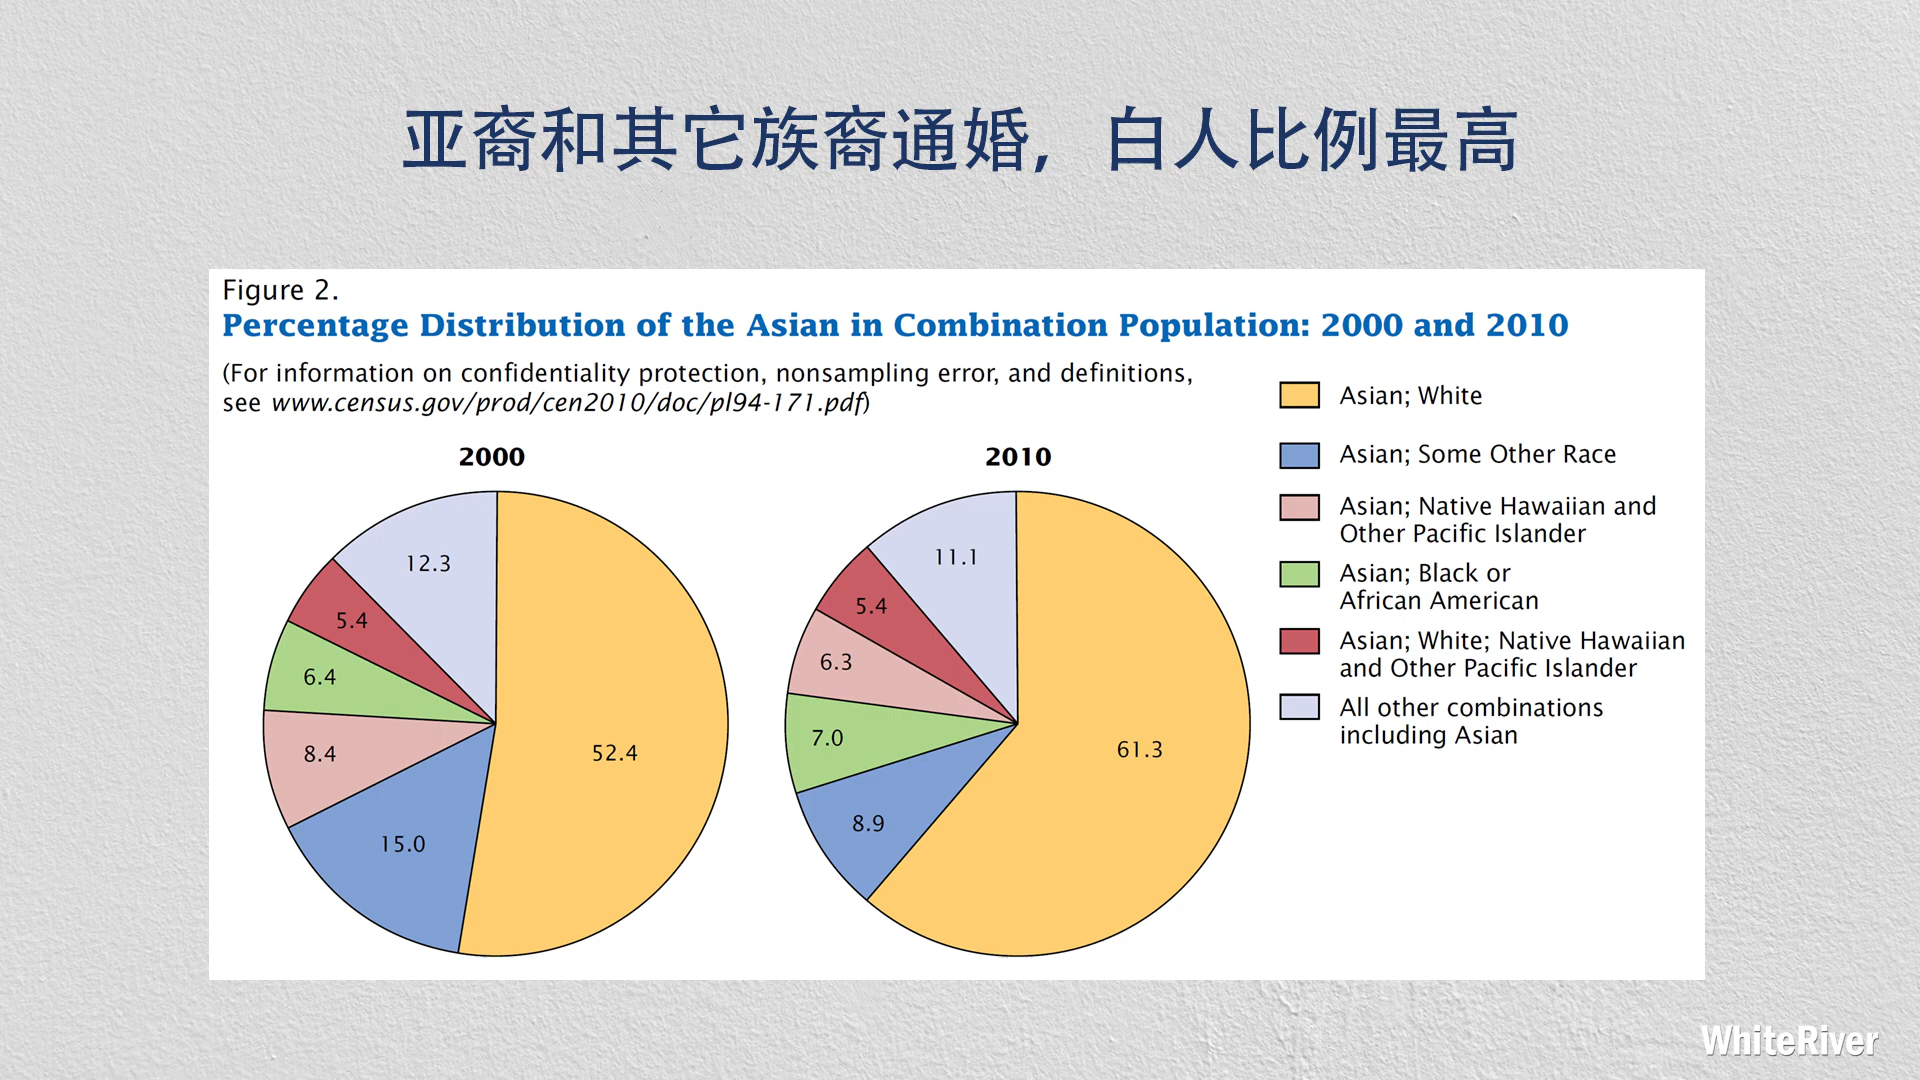 亚裔和其它族裔通婚，白人比例最高
Figure 2.
Percentage Distribution of the Asian in Combination Population: 2000 and 2010
(For information on confidentiality protection, nonsampling error, and definitions,
see www.census.gov/prod/cen2010/doc/pl94-171.pdf)
2000
12.3
5.4
6.4
8.4
15.0
52.4
2010
11.1
5.4
6.3
7.0
8.9
61.3
Asian; White
Asian; Some Other Race
Asian; Native Hawaiian and
Other Pacific Islander
Asian; Black or
African American
Asian; White; Native Hawaiian
and Other Pacific Islander
All other combinations
including Asian
WhiteRiver